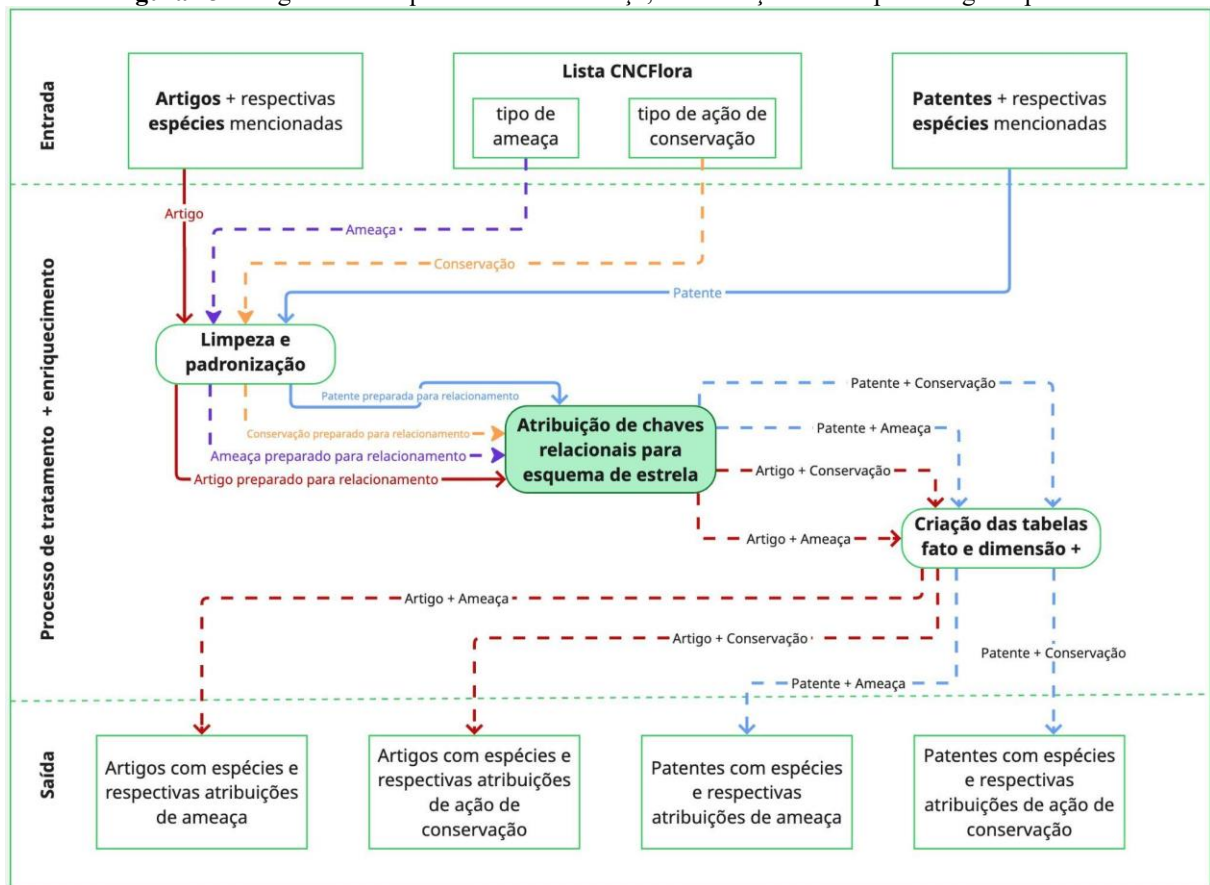 Entrada
Artigos + respectivas
espécies mencionadas
Lista CNCFlora
tipo de
ameaça
tipo de ação de
conservação
Patentes + respectivas
espécies mencionadas
Processo de tratamento + enriquecimento
Artigo
Ameaça
Conservação
Patente
Limpeza e
padronização
Patente preparada para relacionamento
Conservação preparado para relacionamento
Ameaça preparado para relacionamento
Artigo preparado para relacionamento
Atribuição de chaves
relacionais para
esquema de estrela
Patente + Conservação
Patente + Ameaça
Artigo + Conservação
Artigo + Ameaça
Criação das tabelas
fato e dimensão +
Artigo + Ameaça
Artigo + Conservação
Patente + Conservação
Patente + Ameaça
Saída
Artigos com espécies e
respectivas atribuições
de ameaça
Artigos com espécies e
respectivas atribuições
de ação de
conservação
Patentes com espécies
e respectivas
atribuições de ameaça
Patentes com espécies
e respectivas
atribuições de ação de
conservação